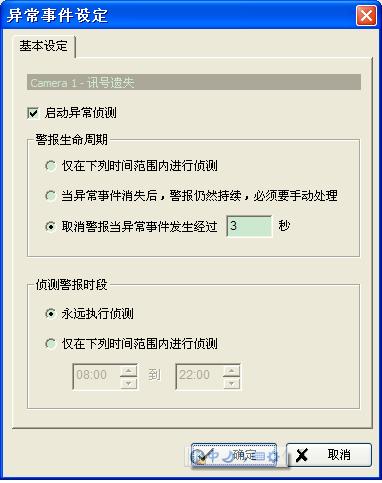 异常事件设定
基本设定
Camera 1 - 讯号遗失
启动异常侦测
警报生命周期
仅在下列时间范围内进行侦测
当异常事件消失后，警报仍然持续，必须要手动处理
取消警报当异常事件发生经过 3 秒
侦测警报时段
永远执行侦测
仅在下列时间范围内进行侦测
08:00 到 22:00
中 确定 取消